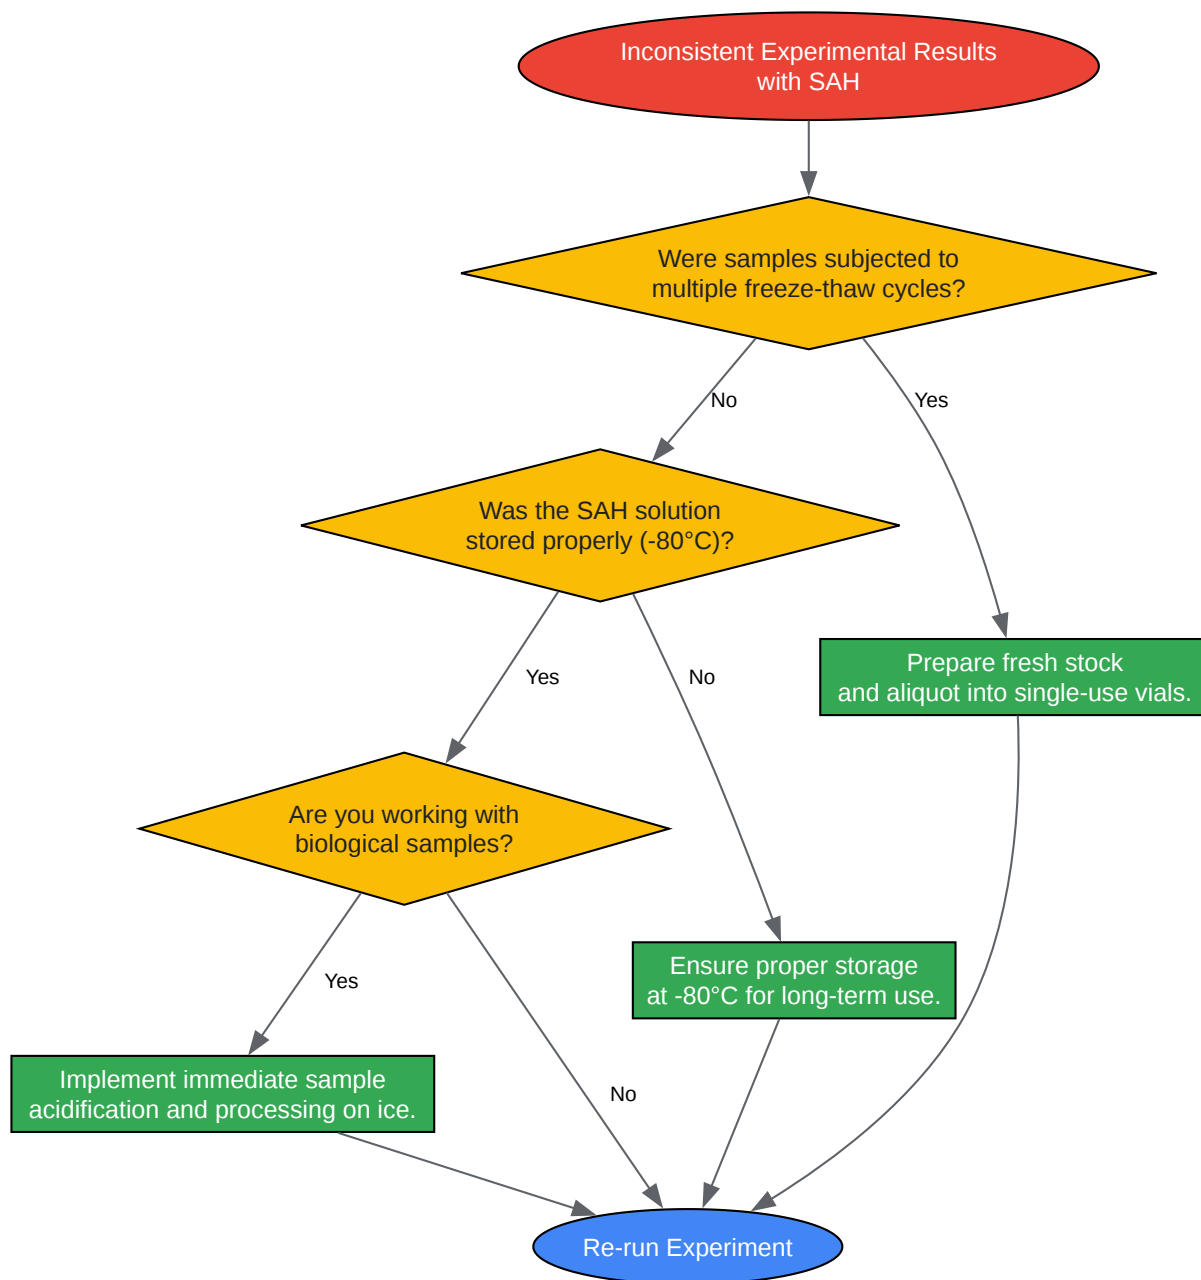 Inconsistent Experimental Results
with SAH
Were samples subjected to
multiple freeze-thaw cycles?
No
Yes
Was the SAH solution
stored properly (-80°C)?
Yes
No
Prepare fresh stock
and aliquot into single-use vials.
Are you working with
biological samples?
Yes
No
Ensure proper storage
at -80°C for long-term use.
Implement immediate sample
acidification and processing on ice.
Re-run Experiment